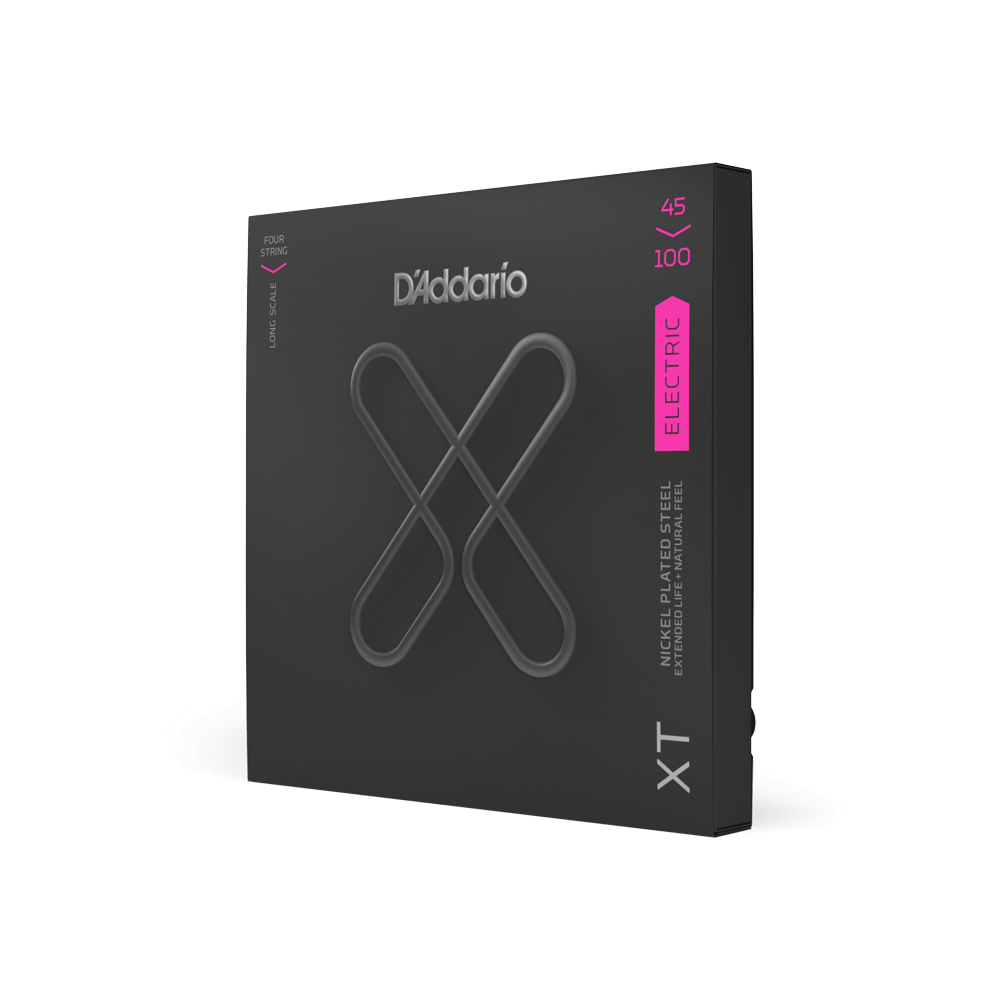 FOUR
STRING
LONG SCALE
D'Addario
45
100
ELECTRIC
NICKEL PLATED STEEL
EXTENDED LIFE + NATURAL FEEL
XT